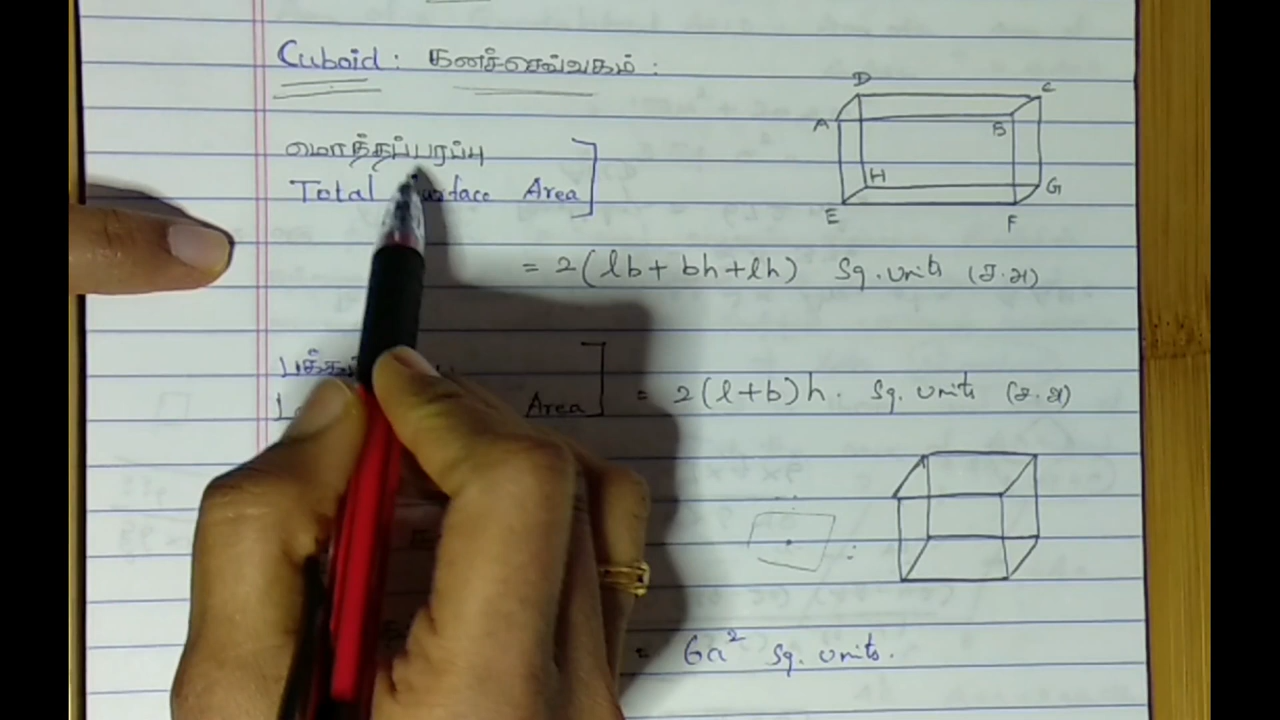 Cuboid : கனச்செவ்வகம் :
D C
A B
மொத்தப்பரப்பு
H G
Total Surface Area
E F
= 2(lb + bh + lh) Sq. units (ச.அ)
Area = 2(l+b)h. Sq. units (ச.அ)
= 6a² Sq. units.